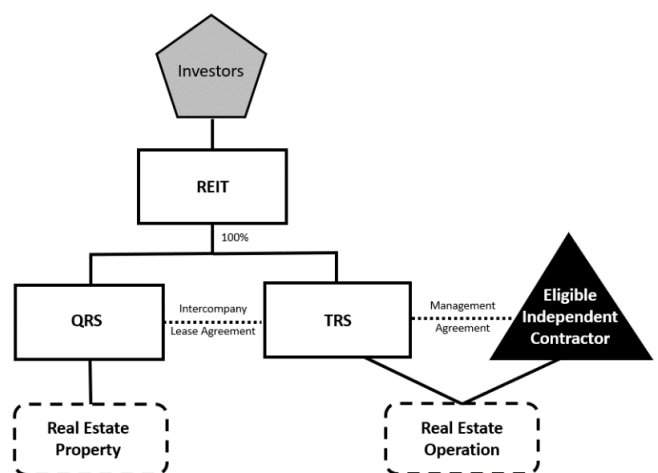 Investors
REIT
100%
QRS
Intercompany
Lease Agreement
TRS
Management
Agreement
Eligible
Independent
Contractor
Real Estate
Property
Real Estate
Operation